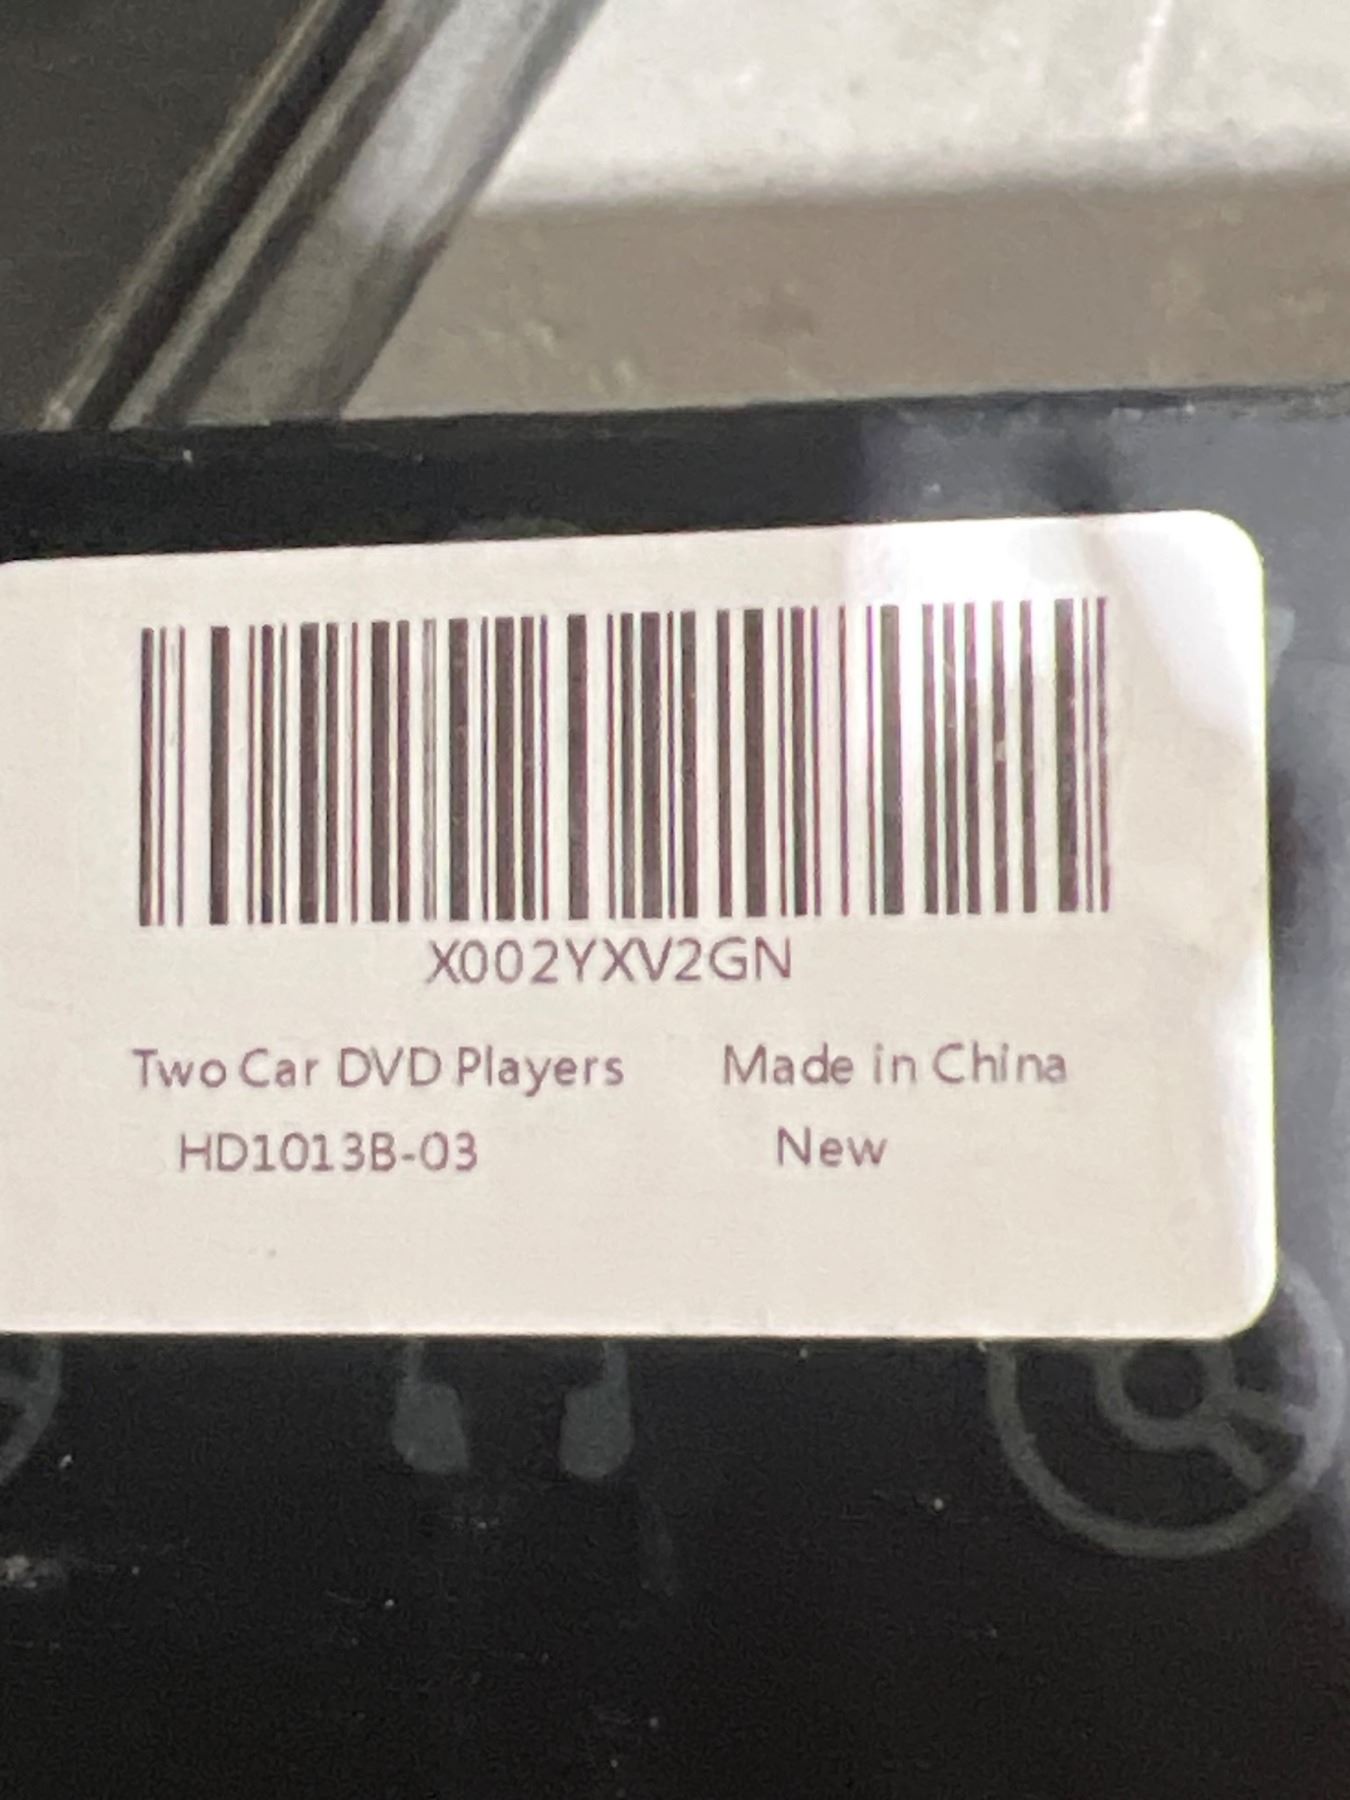 X002YXV2GN
Two Car DVD Players Made in China
HD1013B-03 New